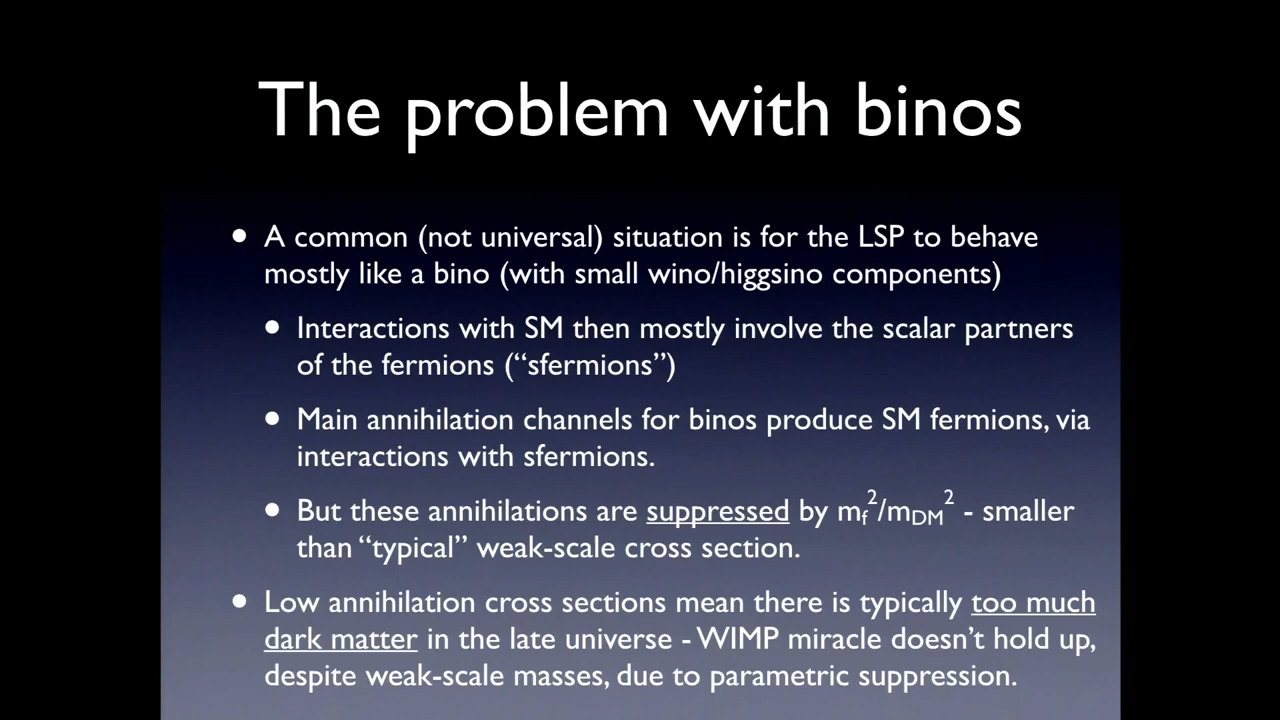 The problem with binos
• A common (not universal) situation is for the LSP to behave
mostly like a bino (with small wino/higgsino components)
• Interactions with SM then mostly involve the scalar partners
of the fermions (“sfermions”)
• Main annihilation channels for binos produce SM fermions, via
interactions with sfermions.
• But these annihilations are suppressed by m_f^2/m_DM^2 - smaller
than “typical” weak-scale cross section.
• Low annihilation cross sections mean there is typically too much
dark matter in the late universe - WIMP miracle doesn’t hold up,
despite weak-scale masses, due to parametric suppression.